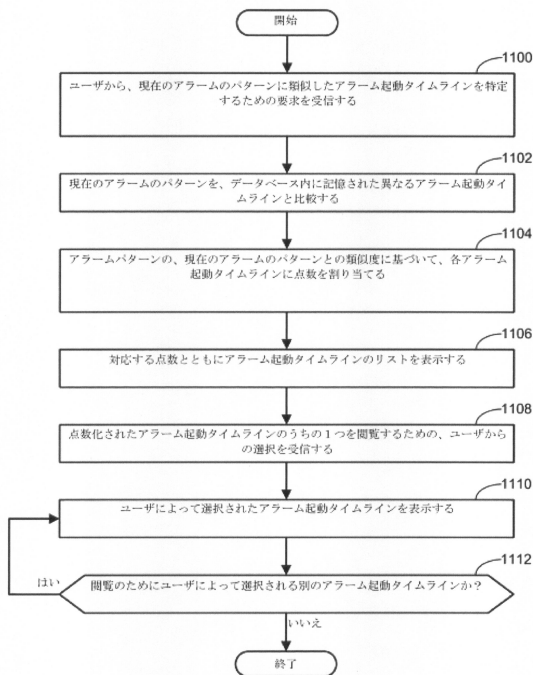 開始
1100
ユーザから、現在のアラームのパターンに類似したアラーム起動タイムラインを特定
するための要求を受信する
1102
現在のアラームのパターンを、データベース内に記憶された異なるアラーム起動タイ
ムラインと比較する
1104
アラームパターンの、現在のアラームのパターンとの類似度に基づいて、各アラーム
起動タイムラインに点数を割り当てる
1106
対応する点数とともにアラーム起動タイムラインのリストを表示する
1108
点数化されたアラーム起動タイムラインのうちの1つを閲覧するための、ユーザから
の選択を受信する
1110
ユーザによって選択されたアラーム起動タイムラインを表示する
1112
はい
閲覧のためにユーザによって選択される別のアラーム起動タイムラインか?
いいえ
終了